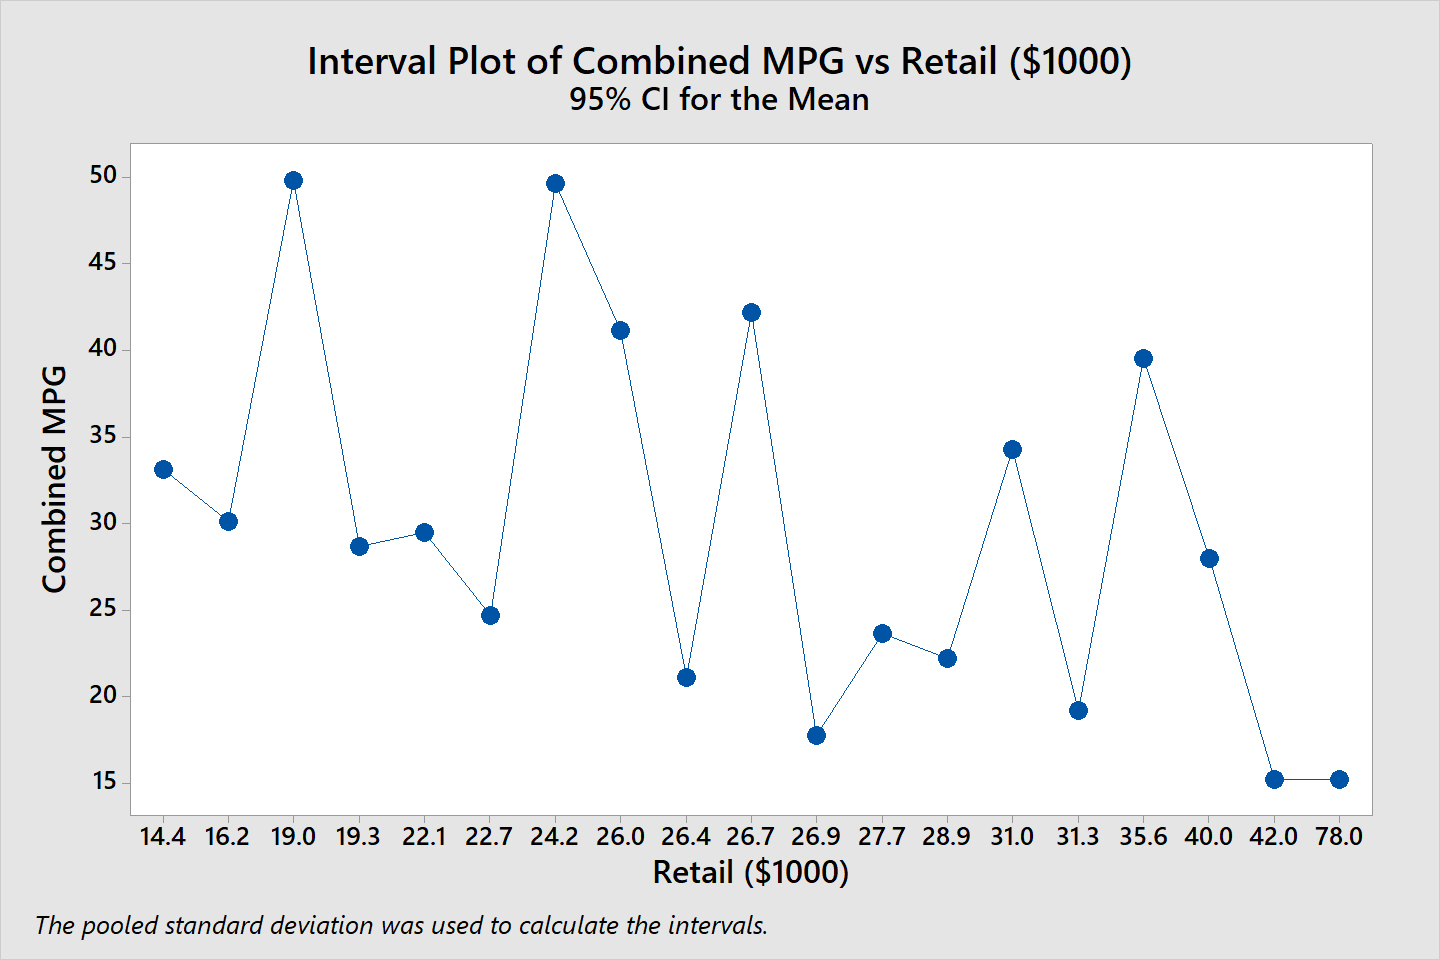 Interval Plot of Combined MPG vs Retail ($1000)
95% CI for the Mean
50
45
40
35
30
25
20
15
Combined MPG
14.4 16.2 19.0 19.3 22.1 22.7 24.2 26.0 26.4 26.7 26.9 27.7 28.9 31.0 31.3 35.6 40.0 42.0 78.0
Retail ($1000)
The pooled standard deviation was used to calculate the intervals.